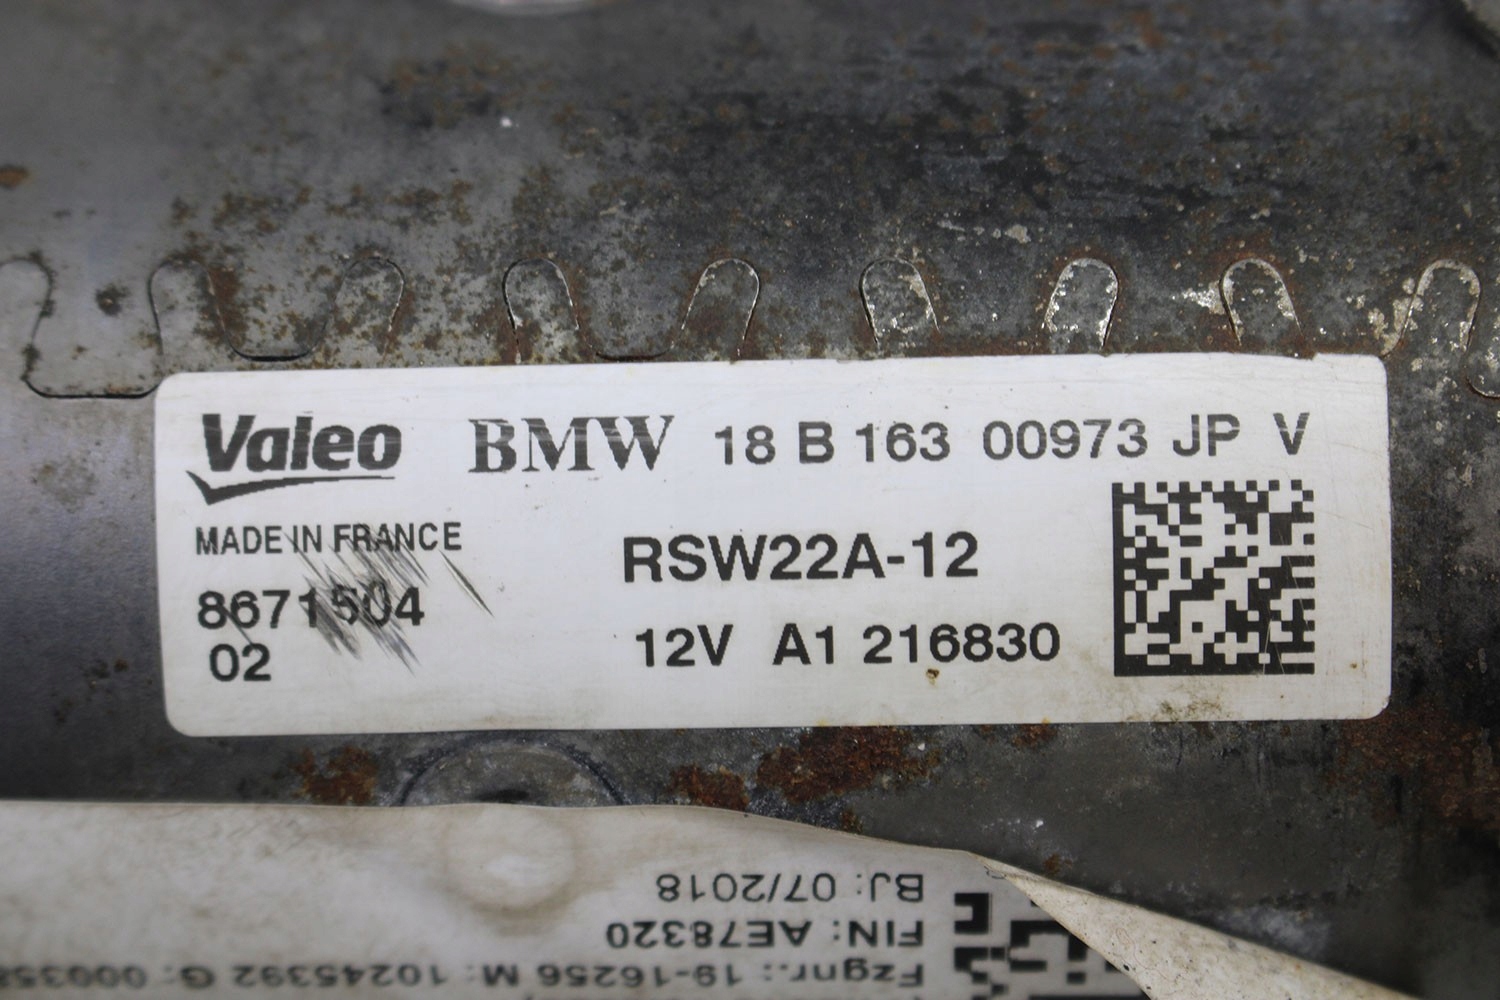 Valeo BMW 18 B 163 00973 JP V
MADE IN FRANCE
RSW22A-12
8671504
02
12V A1 216830
BJ: 07/2018
FIN: AE78320
Fzgnr.: 19-16256 M: 10245392 G: